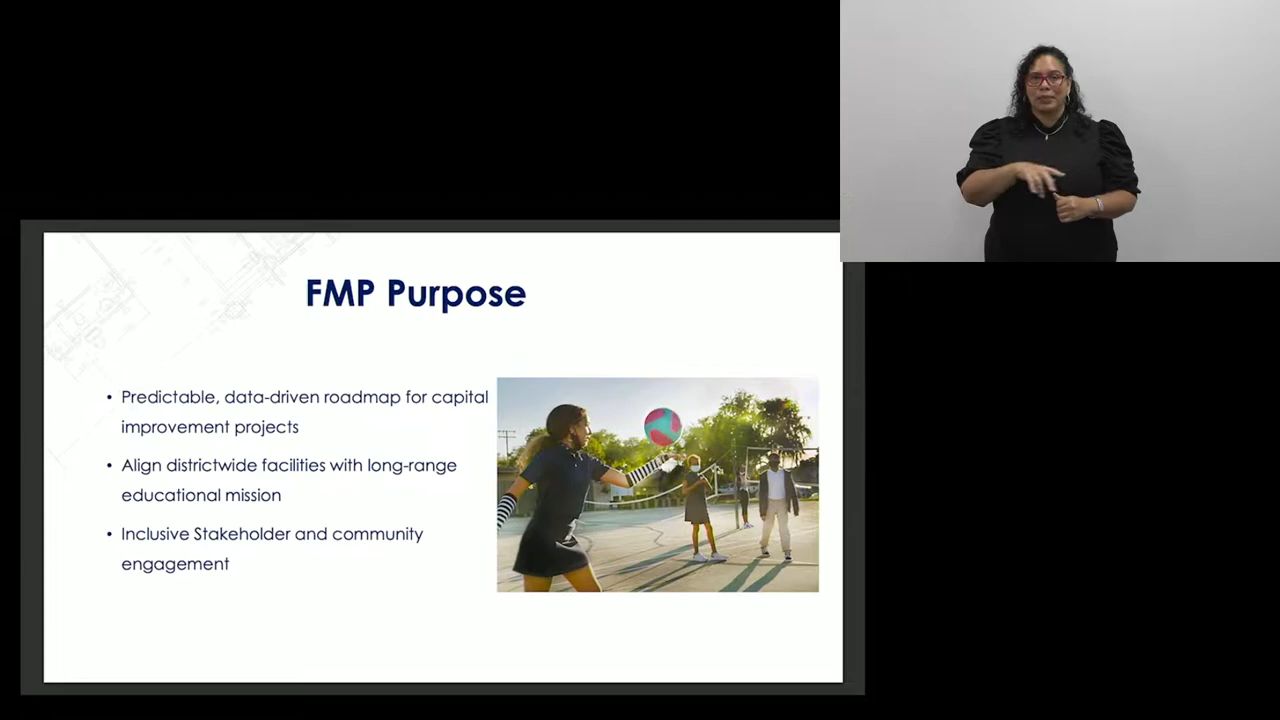 FMP Purpose
• Predictable, data-driven roadmap for capital
improvement projects
• Align districtwide facilities with long-range
educational mission
• Inclusive Stakeholder and community
engagement